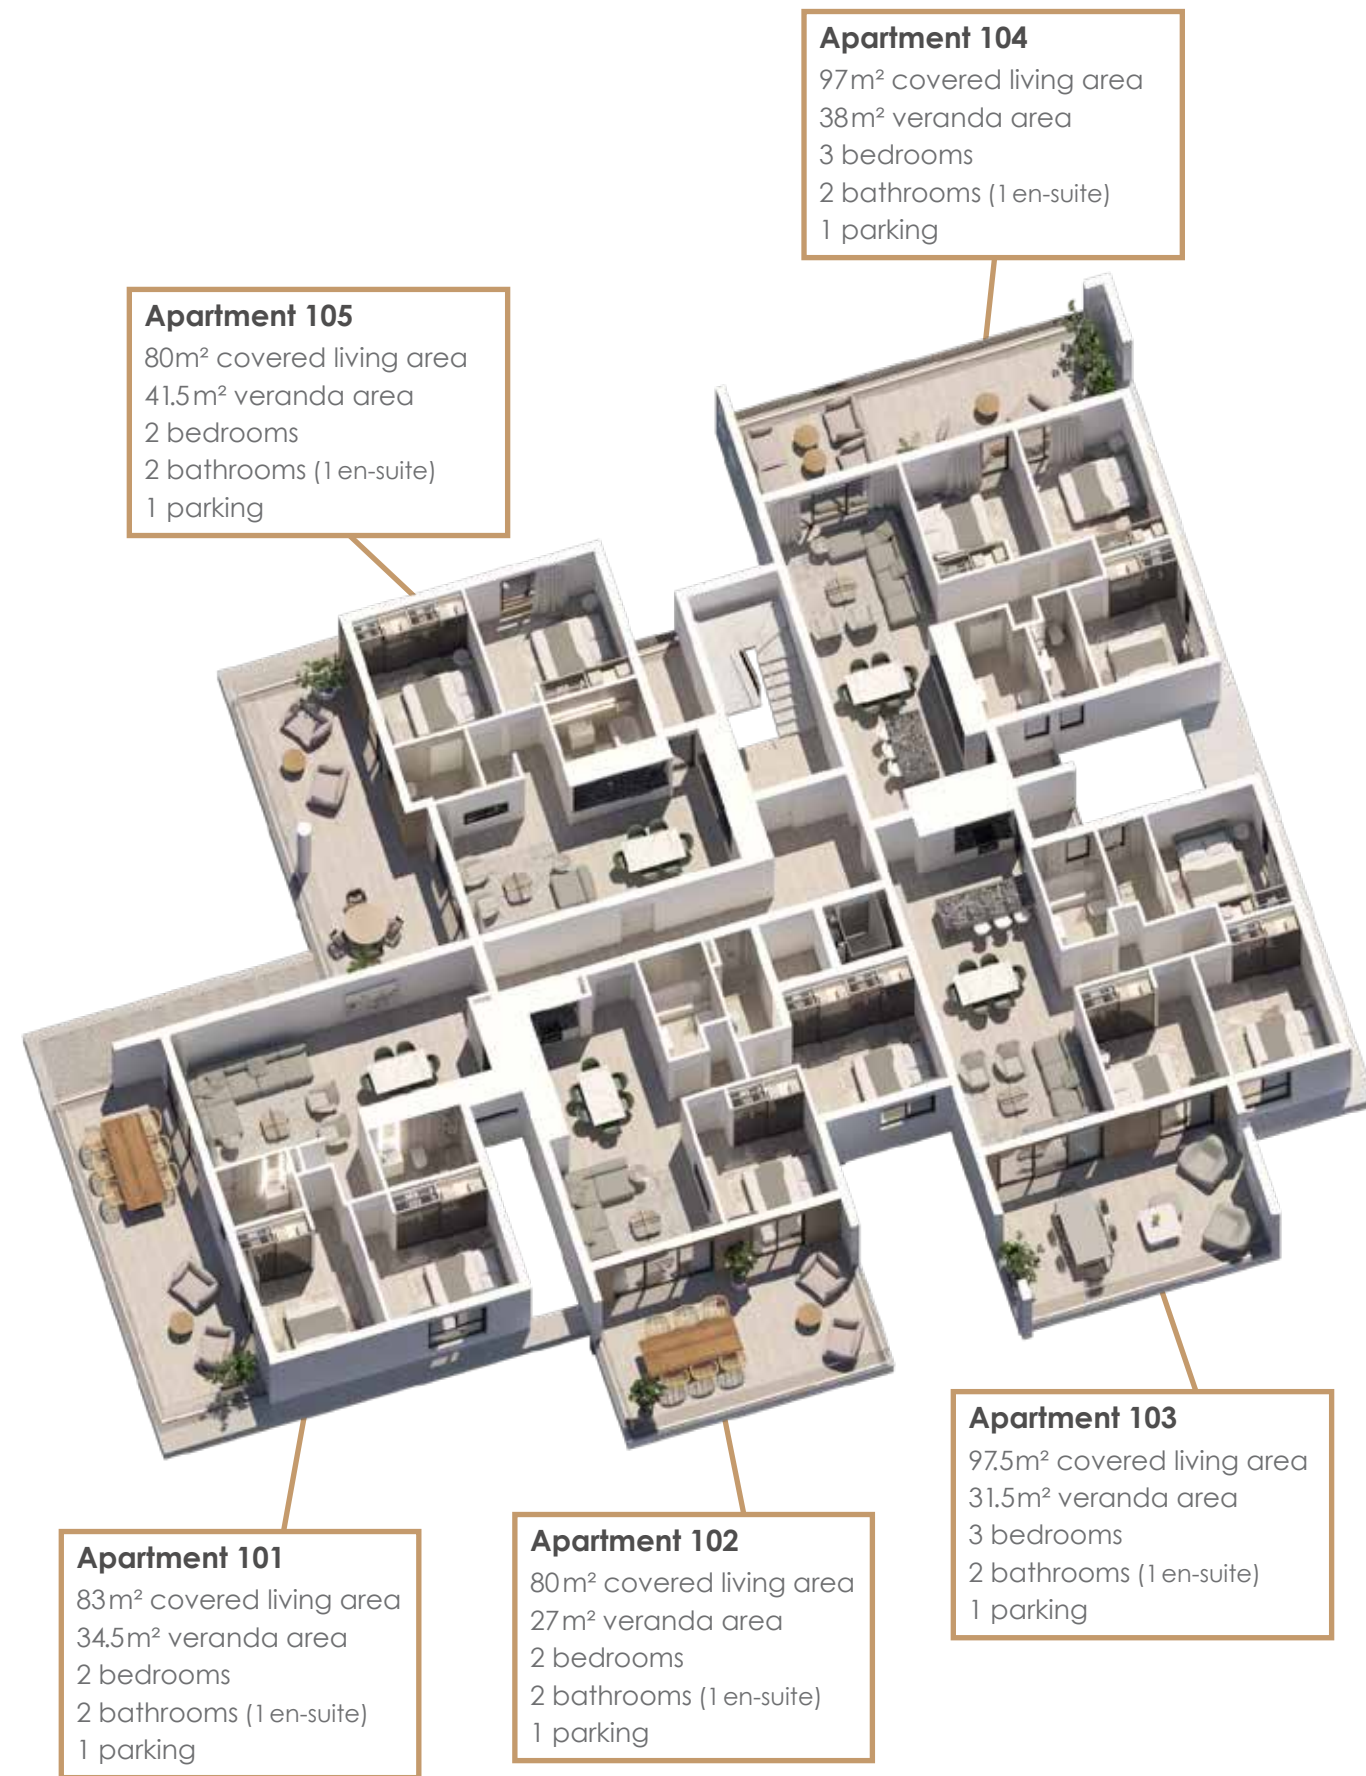 Apartment 104
97m² covered living area
38m² veranda area
3 bedrooms
2 bathrooms (1 en-suite)
1 parking
Apartment 105
80m² covered living area
41.5m² veranda area
2 bedrooms
2 bathrooms (1 en-suite)
1 parking
Apartment 103
97.5m² covered living area
31.5m² veranda area
3 bedrooms
2 bathrooms (1 en-suite)
1 parking
Apartment 102
80m² covered living area
27m² veranda area
2 bedrooms
2 bathrooms (1 en-suite)
1 parking
Apartment 101
83m² covered living area
34.5m² veranda area
2 bedrooms
2 bathrooms (1 en-suite)
1 parking